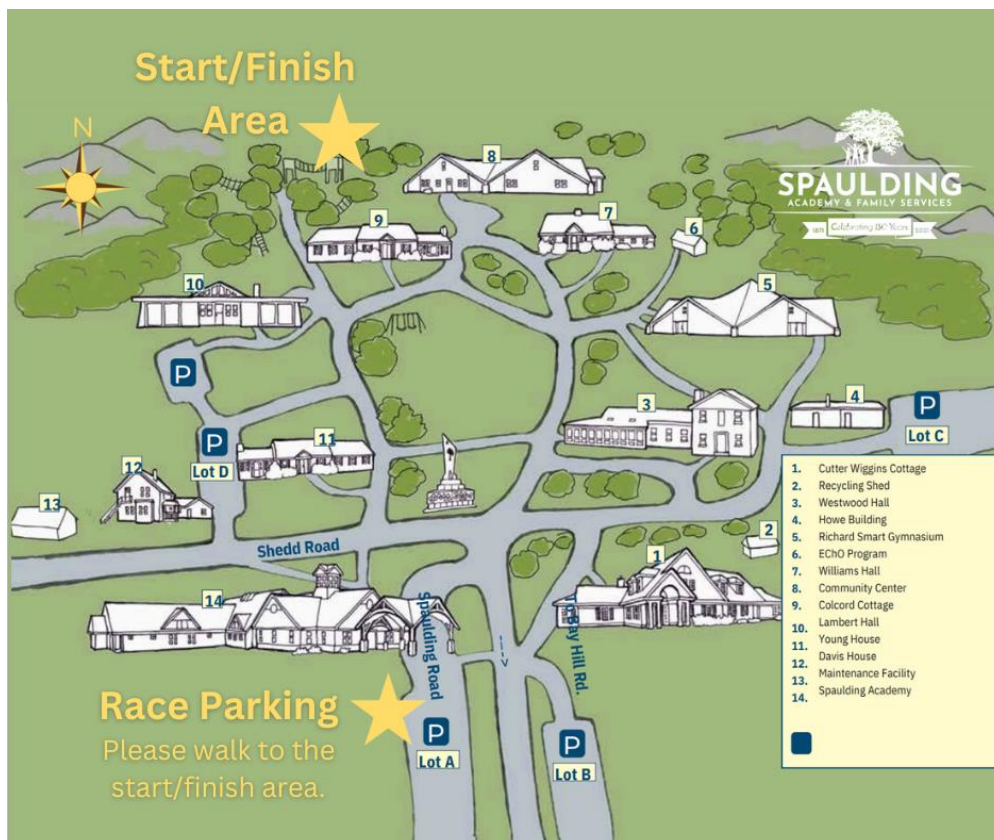 Start/Finish
Area
N
SPAULDING
ACADEMY & FAMILY SERVICES
Celebrating 150 Years
8
9
7
6
10
5
P
3
4
P
Lot C
P
Lot D
11
12
13
Shedd Road
2
1
14
Spaulding Road
Bay Hill Rd.
1. Cutter Wiggins Cottage
2. Recycling Shed
3. Westwood Hall
4. Howe Building
5. Richard Smart Gymnasium
6. EChO Program
7. Williams Hall
8. Community Center
9. Colcord Cottage
10. Lambert Hall
11. Young House
12. Davis House
13. Maintenance Facility
14. Spaulding Academy
Race Parking
Please walk to the
start/finish area.
P
Lot A
P
Lot B